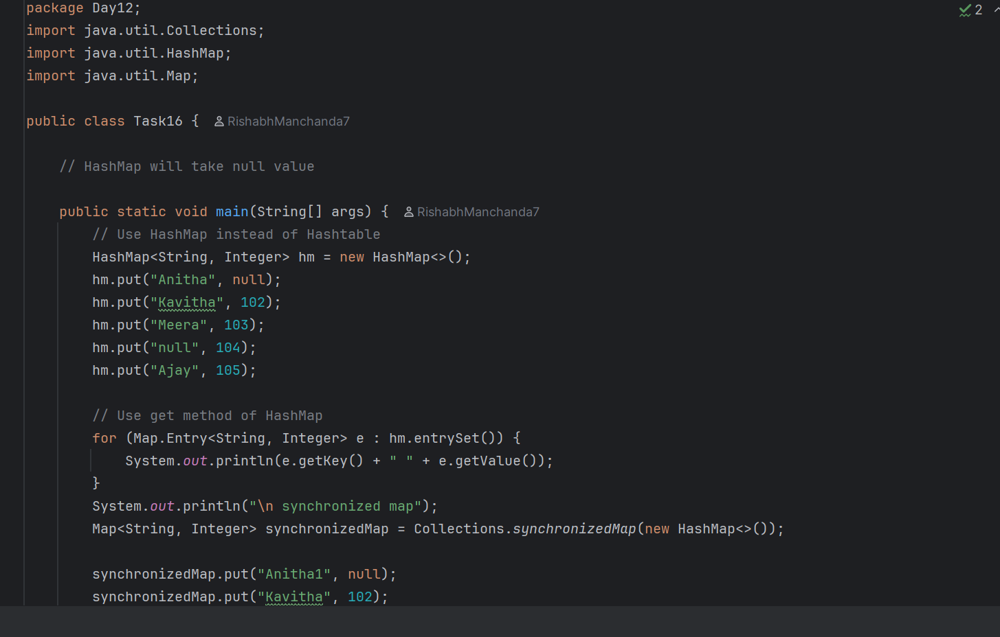 package Day12;
2
import java.util.Collections;
import java.util.HashMap;
import java.util.Map;
public class Task16 { RishabhManchanda7
// HashMap will take null value
public static void main(String[] args) { RishabhManchanda7
// Use HashMap instead of Hashtable
HashMap<String, Integer> hm = new HashMap<>();
hm.put("Anitha", null);
hm.put("Kavitha", 102);
hm.put("Meera", 103);
hm.put("null", 104);
hm.put("Ajay", 105);
// Use get method of HashMap
for (Map.Entry<String, Integer> e : hm.entrySet()) {
System.out.println(e.getKey() + " " + e.getValue());
}
System.out.println("\n synchronized map");
Map<String, Integer> synchronizedMap = Collections.synchronizedMap(new HashMap<>());
synchronizedMap.put("Anitha1", null);
synchronizedMap.put("Kavitha", 102);